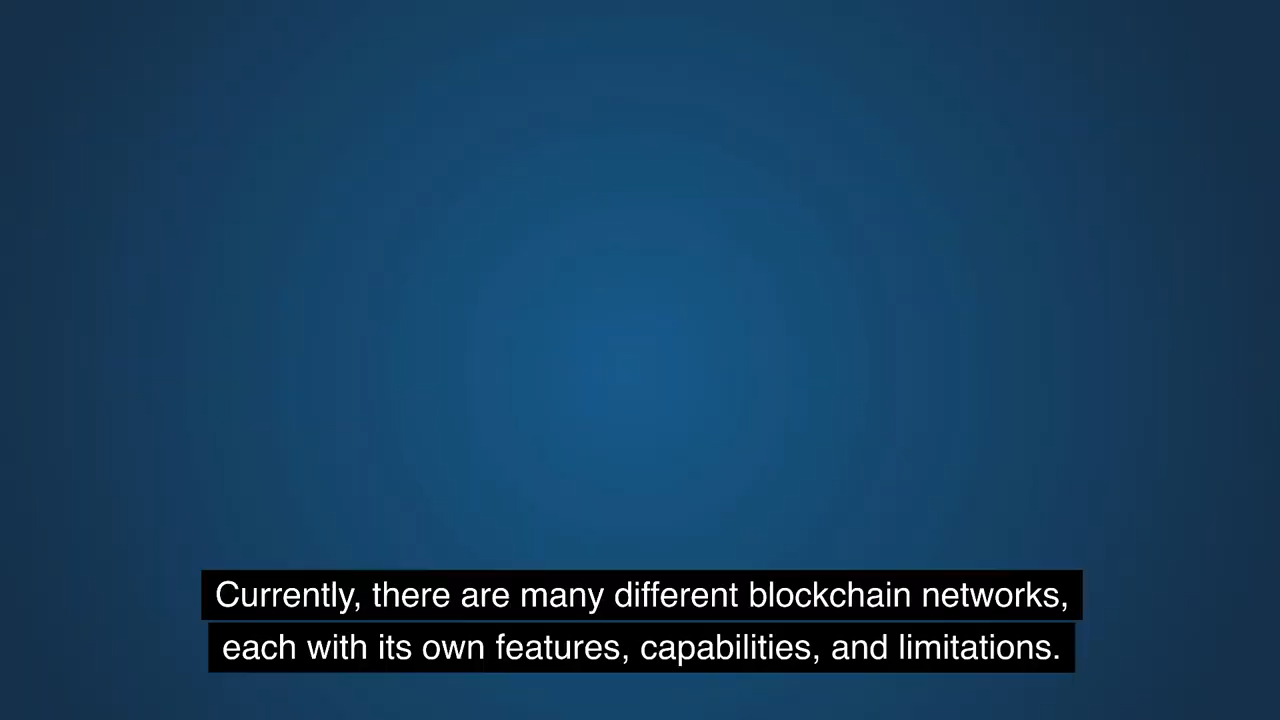 Currently, there are many different blockchain networks,
each with its own features, capabilities, and limitations.